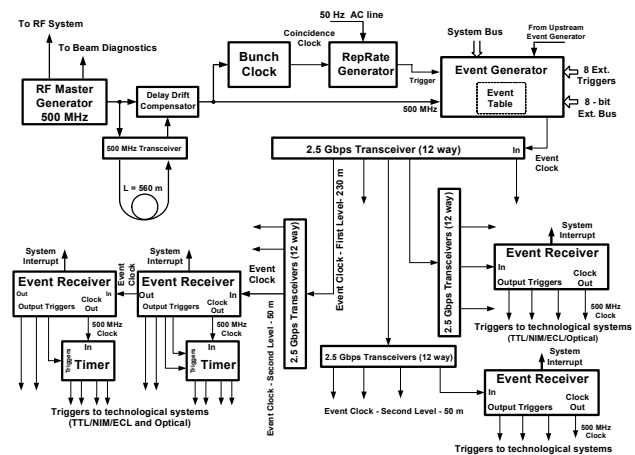 To RF System
To Beam Diagnostics
50 Hz AC line
Coincidence
Clock
System Bus
From Upstream
Event Generator
RF Master
Generator
500 MHz
Delay Drift
Compensator
Bunch
Clock
RepRate
Generator
Trigger
500 MHz
Event Generator
Event
Table
8 Ext.
Triggers
8 - bit
Ext. Bus
500 MHz Transceiver
L = 560 m
2.5 Gbps Transceiver (12 way)
In
Event
Clock
Event Clock - First Level- 230 m
2.5 Gbps Transceivers (12 way)
System
Interrupt
Event Receiver
In
Output Triggers
Clock
Out
500 MHz
Clock
Triggers to technological systems
(TTL/NIM/ECL/Optical)
System
Interrupt
Event Receiver
Out
In
Output Triggers
Clock
Out
500 MHz
Clock
Event
Clock
System
Interrupt
Event Receiver
Out
In
Output Triggers
Clock
Out
500 MHz
Clock
Event
Clock
2.5 Gbps Transceivers (12 way)
Event Clock - Second Level - 50 m
In
Triggers
Timer
In
Triggers
Timer
Triggers to technological systems
(TTL/NIM/ECL and Optical)
2.5 Gbps Transceivers (12 way)
Event Clock - Second Level - 50 m
System
Interrupt
Event Receiver
In
Output Triggers
Clock
Out
500 MHz
Clock
Triggers to technological systems